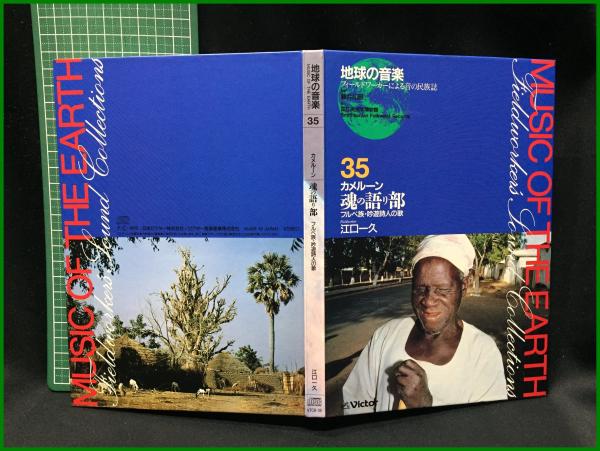 MUSIC OF THE EARTH
Fieldworkers' Sound Collections
地球の音楽
MUSIC OF THE EARTH
35
カメルーン
魂の語り部
フルベ族・吟遊詩人の歌
江口一久
地球の音楽
フィールドワーカーによる音の民族誌
35
カメルーン
魂の語り部
フルベ族・吟遊詩人の歌
江口一久
Victor
MUSIC OF THE EARTH
Fieldworkers' Sound Collections